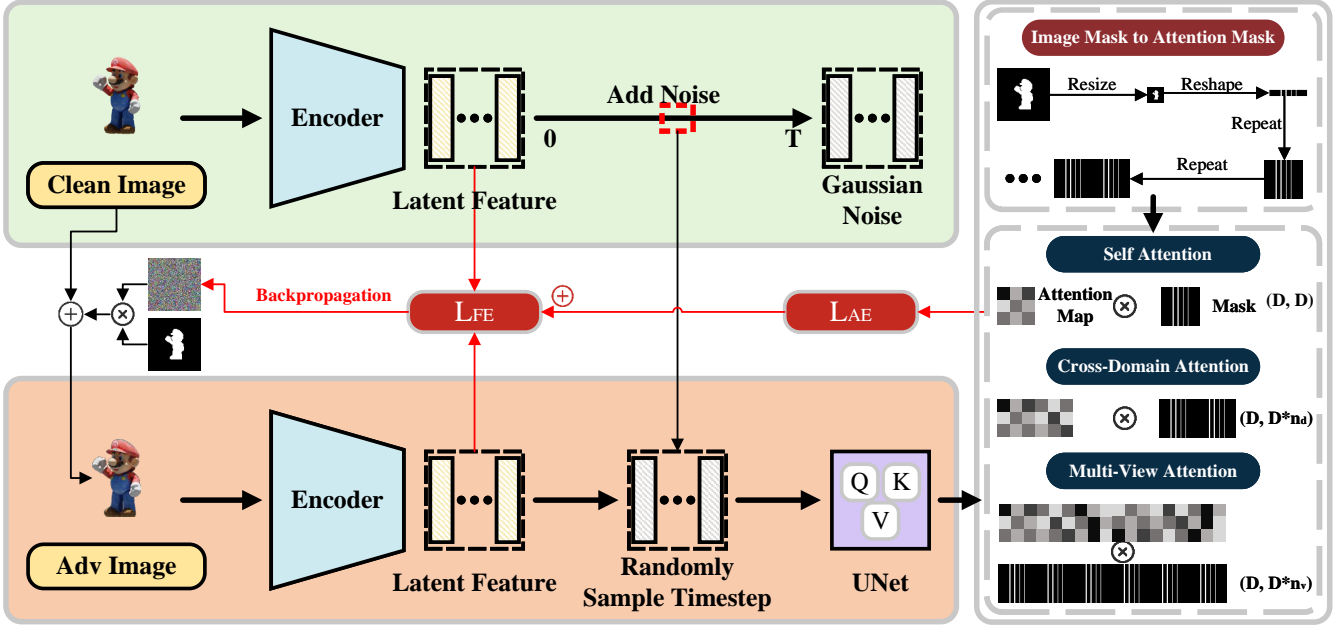 Clean Image
Encoder
Latent Feature
Add Noise
0
T
Gaussian
Noise
Backpropagation
LFE
LAE
Adv Image
Encoder
Latent Feature
Randomly
Sample Timestep
Q
K
V
UNet
Image Mask to Attention Mask
Resize
Reshape
Repeat
Repeat
Self Attention
Attention
Map
Mask
(D, D)
Cross-Domain Attention
(D, D*nd)
Multi-View Attention
(D, D*nv)